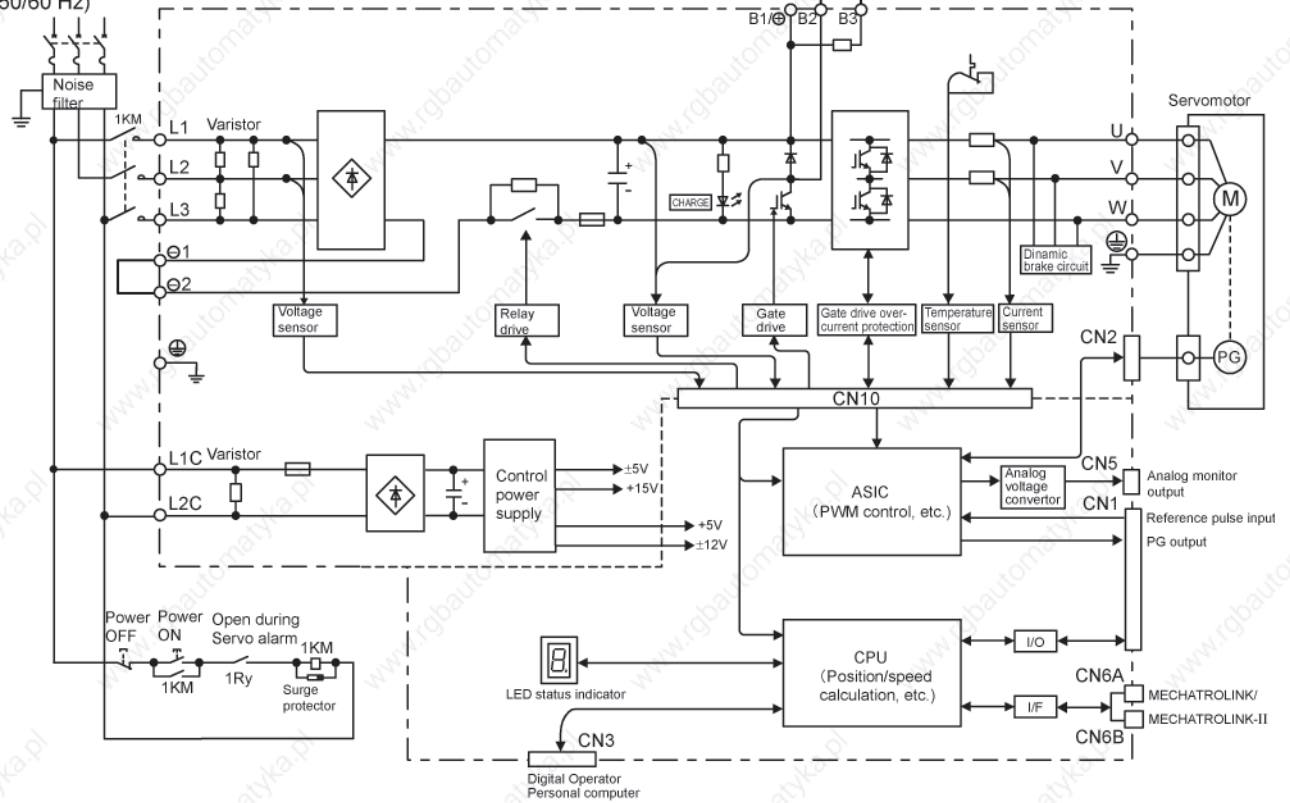 50/60 Hz)
B1/⊕ B2 B3
Noise
filter
1KM
L1 Varistor
L2
L3
⊖1
⊖2
CHARGE
U
V
W
Servomotor
M
Dinamic
brake circuit
Voltage
sensor
Relay
drive
Voltage
sensor
Gate
drive
Gate drive over-
current protection
Temperature
sensor
Current
sensor
CN2
PG
CN10
L1C Varistor
L2C
Control
power
supply
±5V
+15V
+5V
±12V
ASIC
(PWM control, etc.)
Analog
voltage
convertor
CN5
Analog monitor
output
CN1
Reference pulse input
PG output
Power
OFF
Power
ON
Open during
Servo alarm
1KM
1KM
1Ry
Surge
protector
8.
LED status indicator
CPU
(Position/speed
calculation, etc.)
I/O
I/F
CN6A
MECHATROLINK/
MECHATROLINK-II
CN6B
CN3
Digital Operator
Personal computer
www.rgbautomatyka.pl